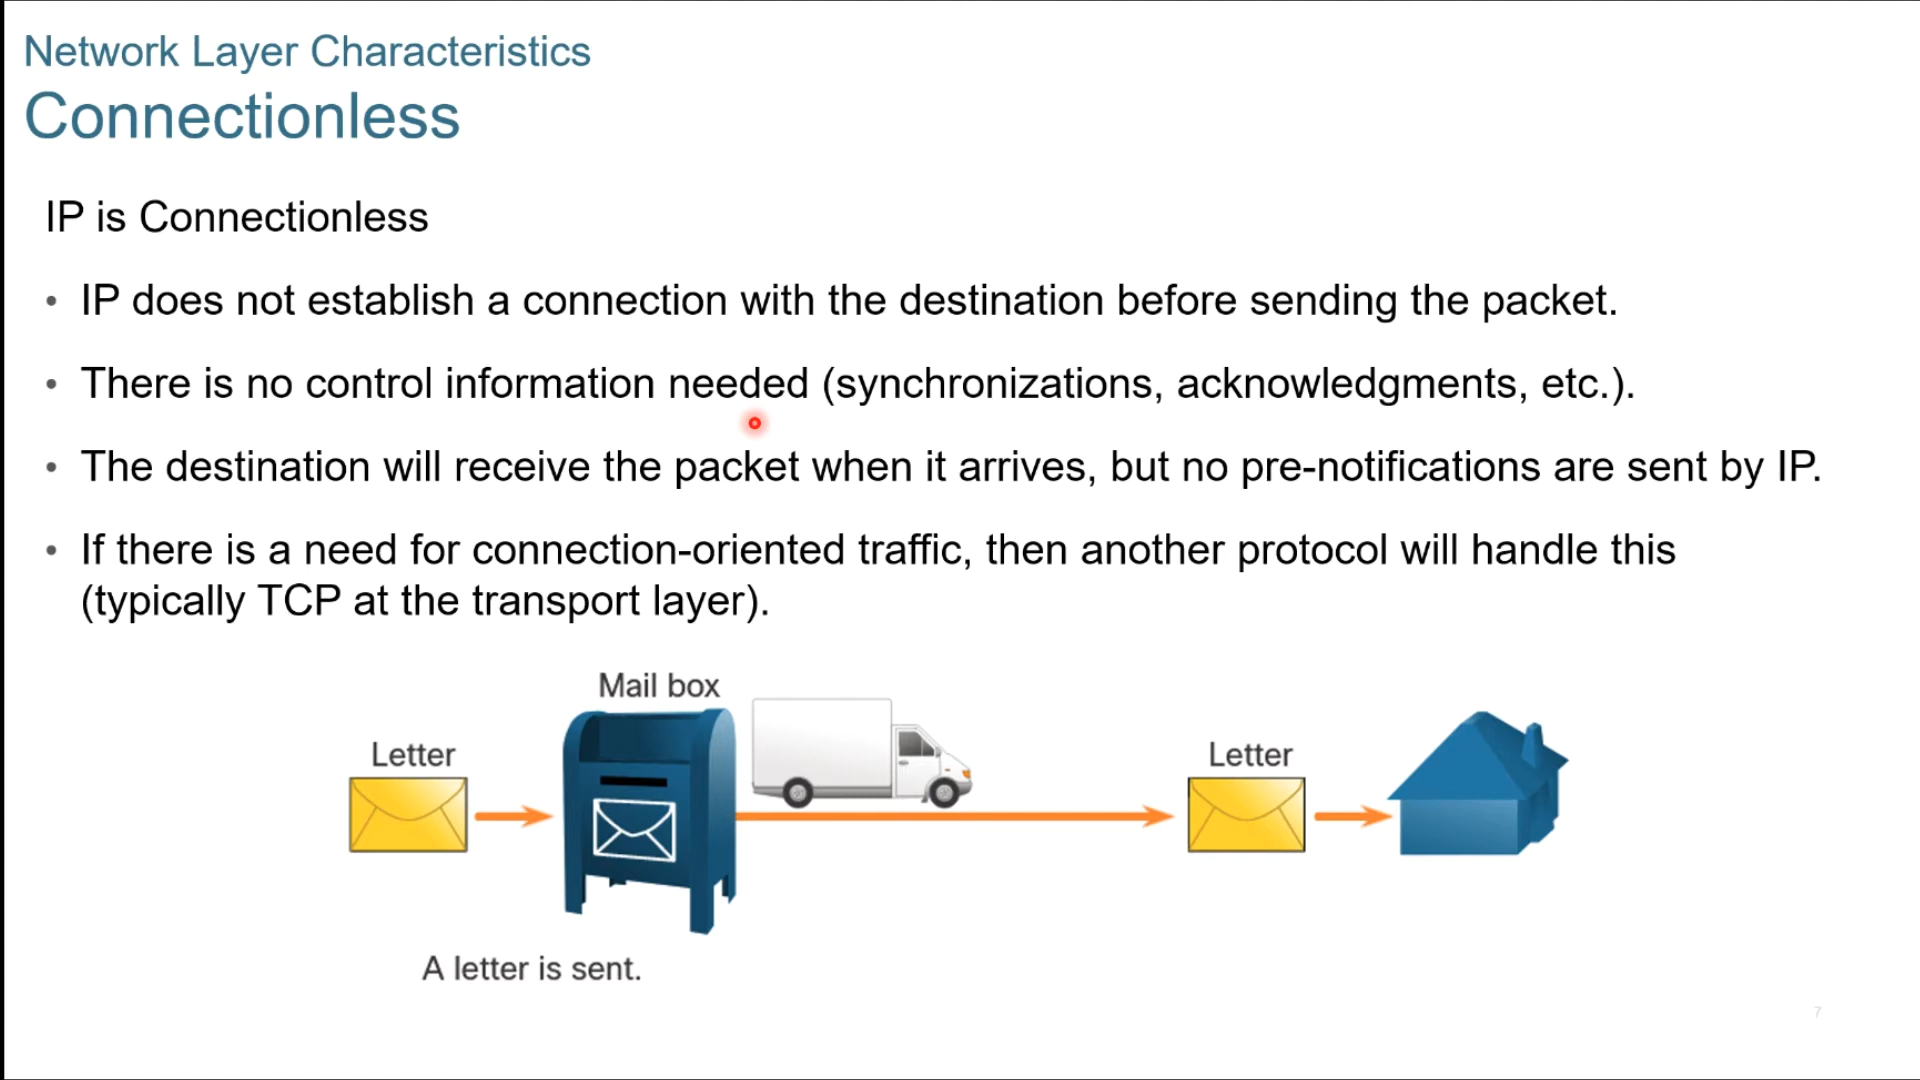 Network Layer Characteristics
Connectionless
IP is Connectionless
• IP does not establish a connection with the destination before sending the packet.
• There is no control information needed (synchronizations, acknowledgments, etc.).
• The destination will receive the packet when it arrives, but no pre-notifications are sent by IP.
• If there is a need for connection-oriented traffic, then another protocol will handle this
(typically TCP at the transport layer).
Mail box
Letter
Letter
A letter is sent.
7